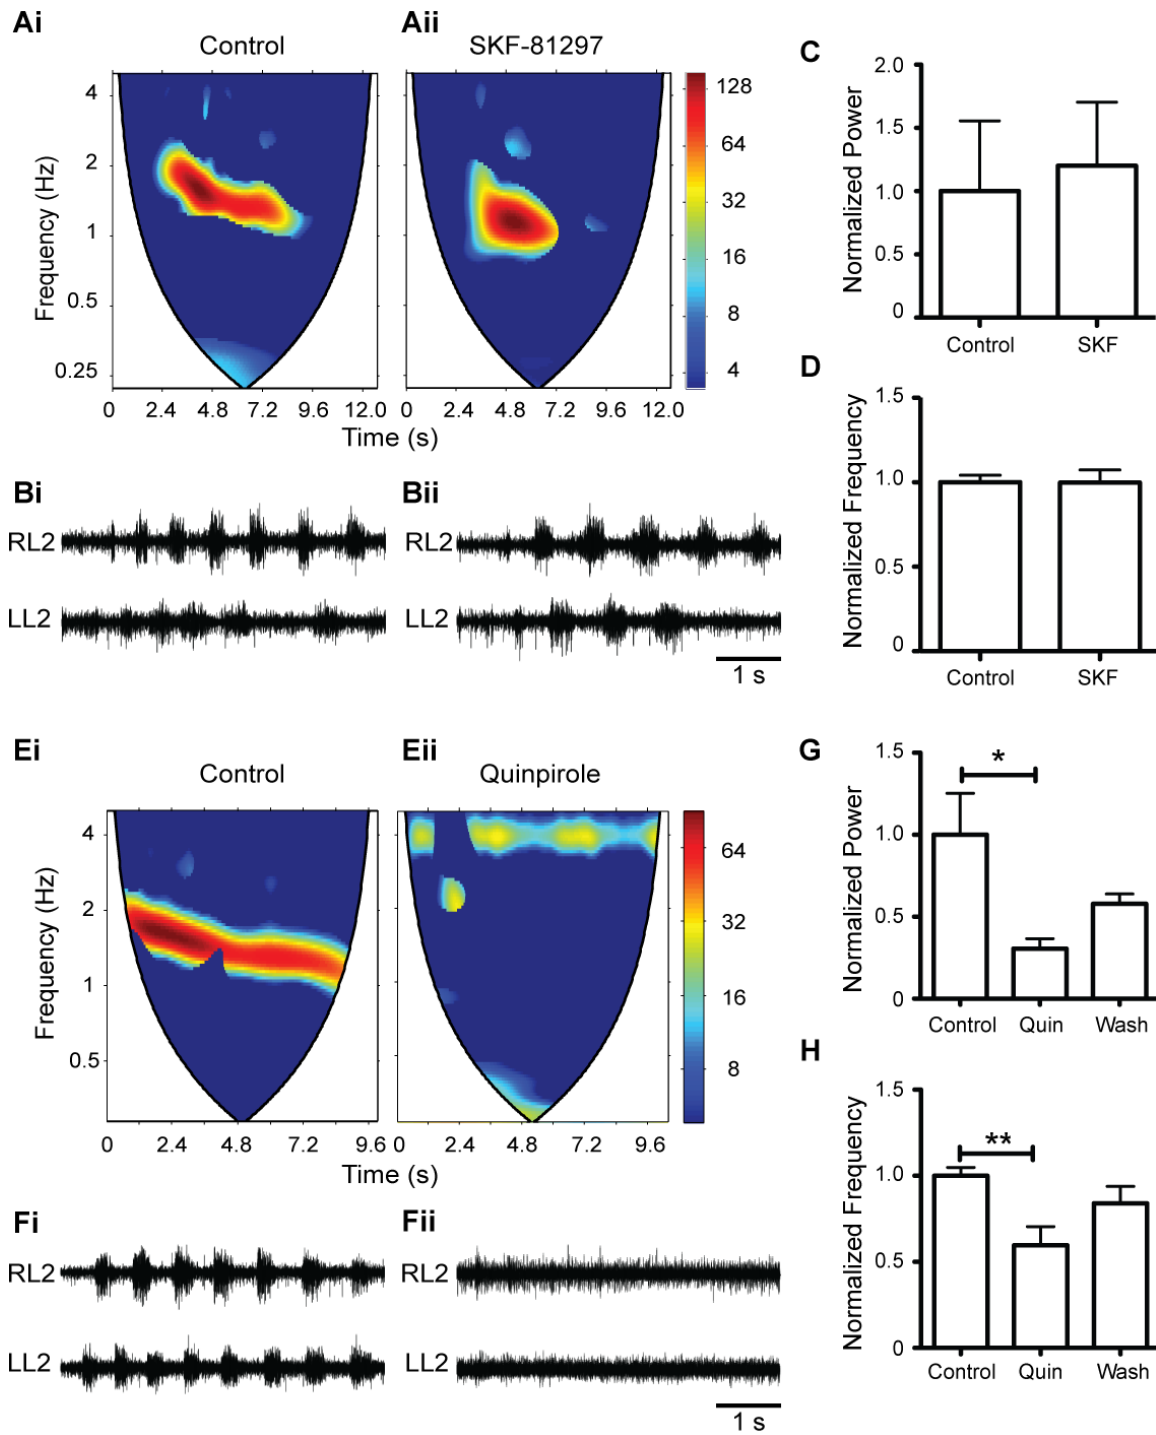 Ai
Control
4
2
1
0.5
0.25
Frequency (Hz)
0 2.4 4.8 7.2 9.6 12.0
Aii
SKF-81297
0 2.4 4.8 7.2 9.6 12.0
Time (s)
128
64
32
16
8
4
C
Normalized Power
2.0
1.5
1.0
0.5
0
Control SKF
D
Normalized Frequency
1.5
1.0
0.5
0
Control SKF
Bi
RL2
LL2
Bii
RL2
LL2
1 s
Ei
Control
4
2
1
0.5
Frequency (Hz)
0 2.4 4.8 7.2 9.6
Eii
Quinpirole
0 2.4 4.8 7.2 9.6
Time (s)
64
32
16
8
G
Normalized Power
1.5
1.0
0.5
0
*
Control Quin Wash
H
Normalized Frequency
1.5
1.0
0.5
0
**
Control Quin Wash
Fi
RL2
LL2
Fii
RL2
LL2
1 s